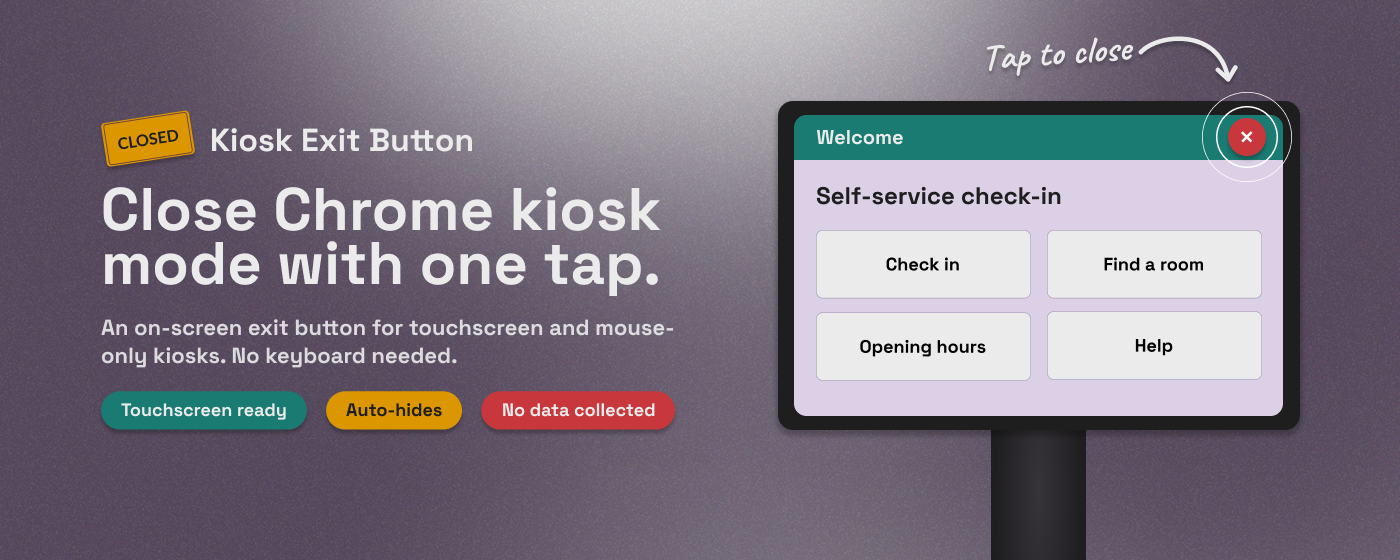 CLOSED
Kiosk Exit Button
Close Chrome kiosk
mode with one tap.
An on-screen exit button for touchscreen and mouse-
only kiosks. No keyboard needed.
Touchscreen ready
Auto-hides
No data collected
Tap to close
Welcome
×
Self-service check-in
Check in
Find a room
Opening hours
Help